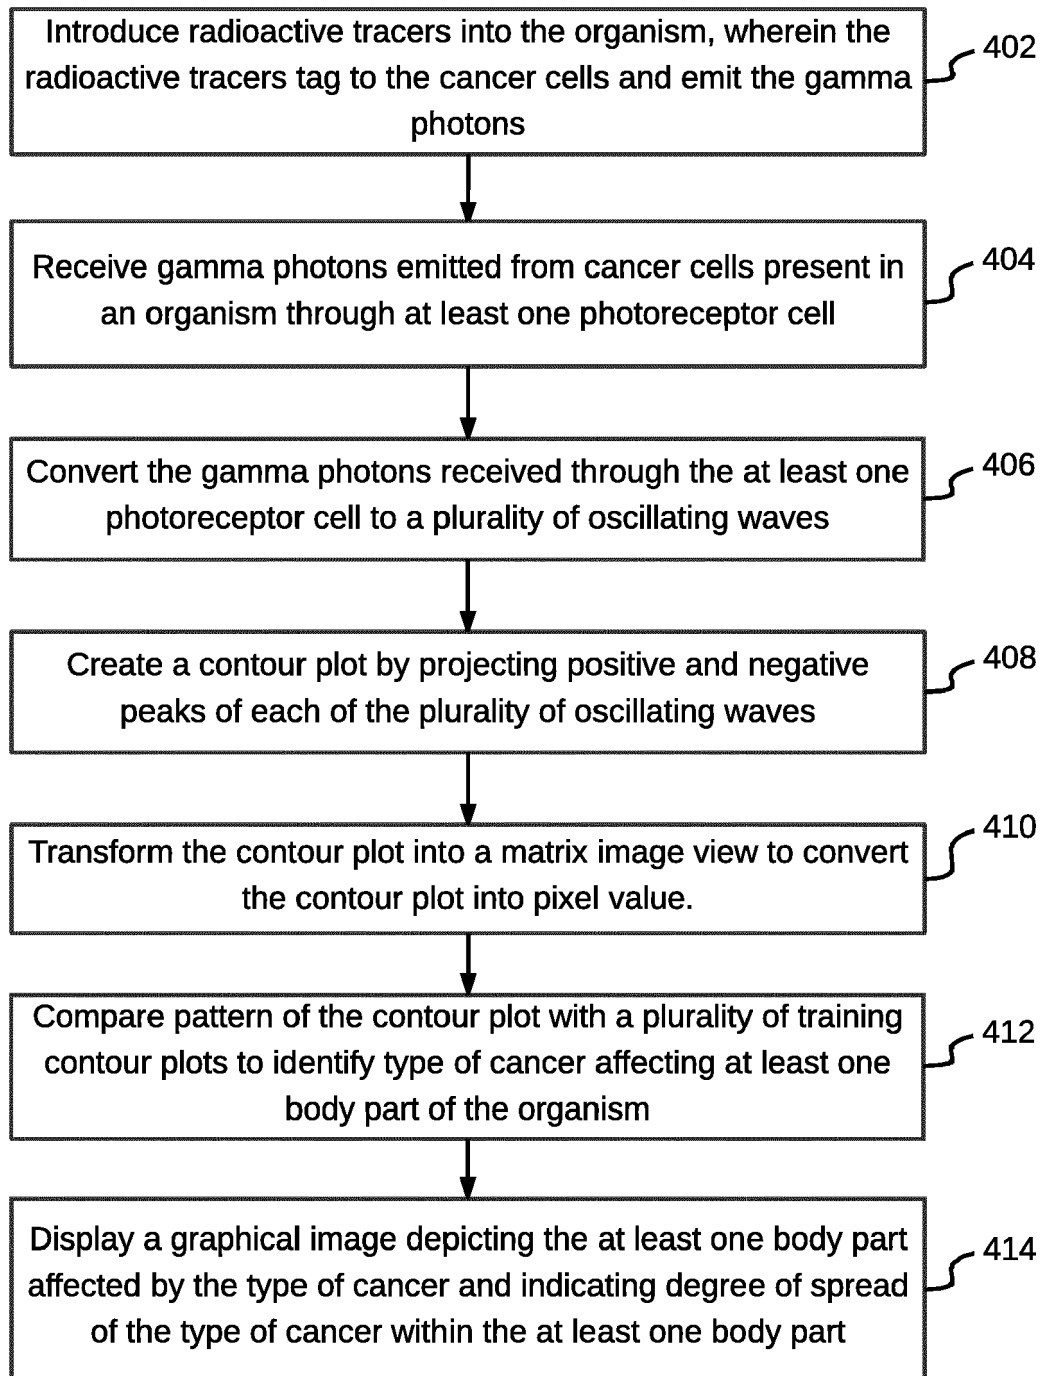 Introduce radioactive tracers into the organism, wherein the
radioactive tracers tag to the cancer cells and emit the gamma
photons
402
Receive gamma photons emitted from cancer cells present in
an organism through at least one photoreceptor cell
404
Convert the gamma photons received through the at least one
photoreceptor cell to a plurality of oscillating waves
406
Create a contour plot by projecting positive and negative
peaks of each of the plurality of oscillating waves
408
Transform the contour plot into a matrix image view to convert
the contour plot into pixel value.
410
Compare pattern of the contour plot with a plurality of training
contour plots to identify type of cancer affecting at least one
body part of the organism
412
Display a graphical image depicting the at least one body part
affected by the type of cancer and indicating degree of spread
of the type of cancer within the at least one body part
414